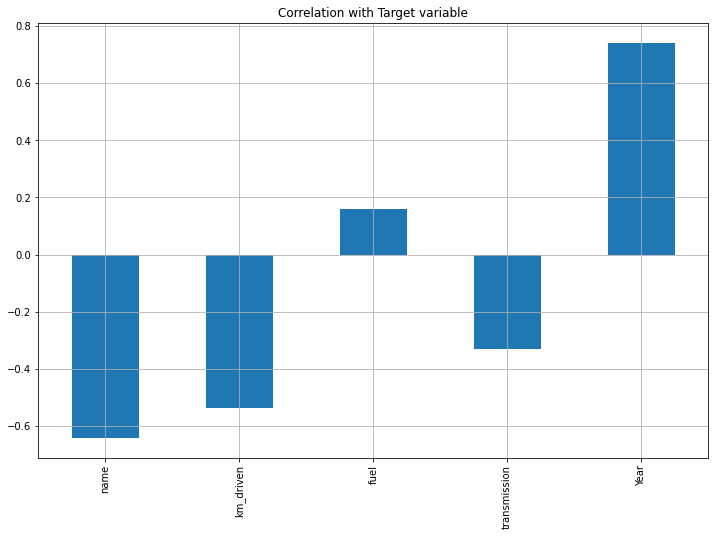 Correlation with Target variable
0.8
0.6
0.4
0.2
0.0
−0.2
−0.4
−0.6
name
km_driven
fuel
transmission
Year